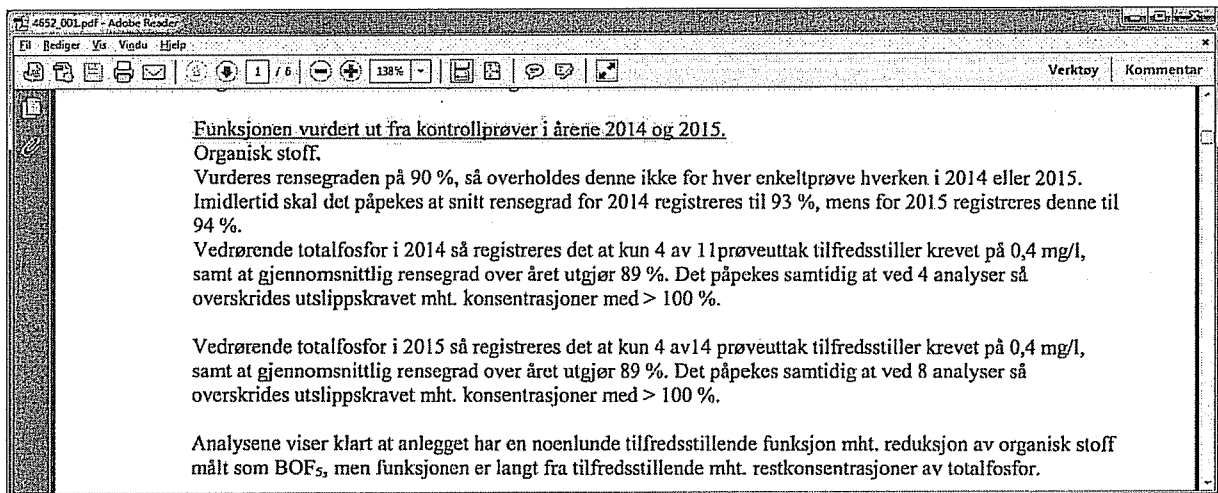 4652_001.pdf - Adobe Reader
Fil Rediger Vis Vindu Hjelp
1 / 6 138% Verktøy Kommentar
Funksjonen vurdert ut fra kontrollprøver i årene 2014 og 2015.
Organisk stoff.
Vurderes rensegraden på 90 %, så overholdes denne ikke for hver enkeltprøve hverken i 2014 eller 2015.
Imidlertid skal det påpekes at snitt rensegrad for 2014 registreres til 93 %, mens for 2015 registreres denne til
94 %.
Vedrørende totalfosfor i 2014 så registreres det at kun 4 av 11prøveuttak tilfredsstiller krevet på 0,4 mg/l,
samt at gjennomsnittlig rensegrad over året utgjør 89 %. Det påpekes samtidig at ved 4 analyser så
overskrides utslippskravet mht. konsentrasjoner med > 100 %.
Vedrørende totalfosfor i 2015 så registreres det at kun 4 av14 prøveuttak tilfredsstiller krevet på 0,4 mg/l,
samt at gjennomsnittlig rensegrad over året utgjør 89 %. Det påpekes samtidig at ved 8 analyser så
overskrides utslippskravet mht. konsentrasjoner med > 100 %.
Analysene viser klart at anlegget har en noenlunde tilfredsstillende funksjon mht. reduksjon av organisk stoff
målt som BOF₅, men funksjonen er langt fra tilfredsstillende mht. restkonsentrasjoner av totalfosfor.